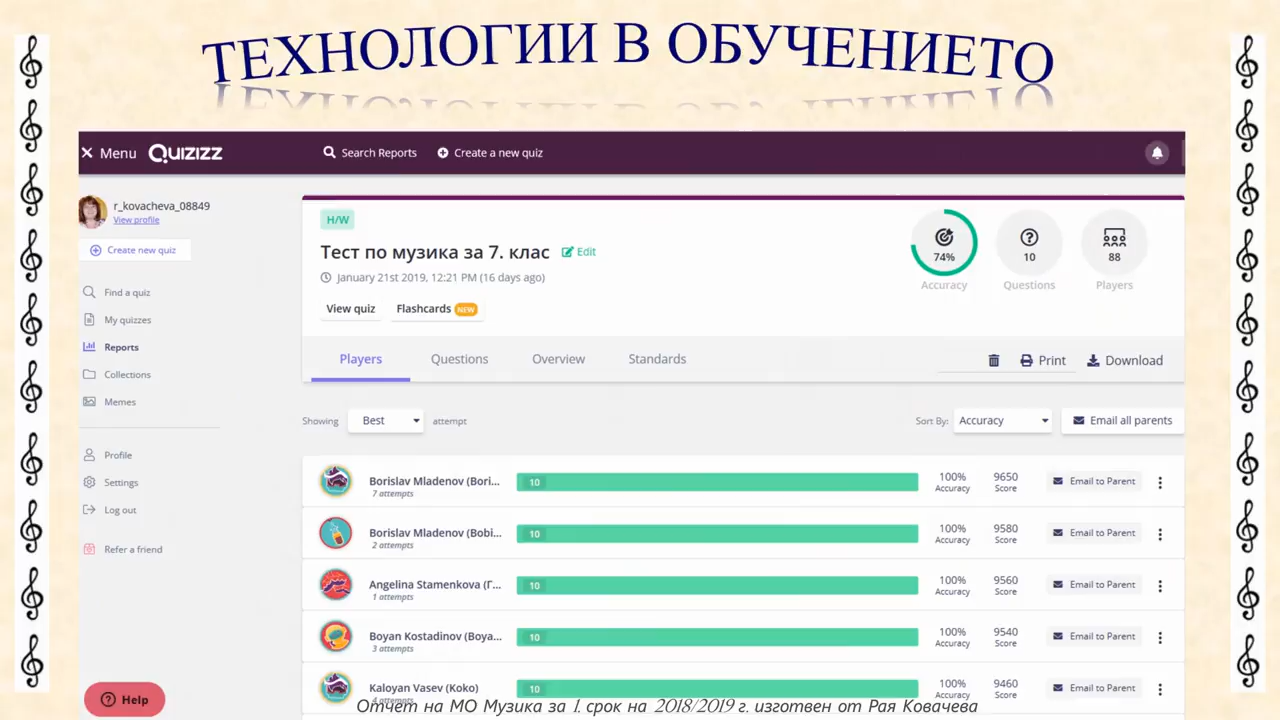 ТЕХНОЛОГИИ В ОБУЧЕНИЕТО
Menu Quizizz Search Reports Create a new quiz
r_kovacheva_08849
View profile
Create new quiz
Find a quiz
My quizzes
Reports
Collections
Memes
Profile
Settings
Log out
Refer a friend
Help
H/W
Тест по музика за 7. клас Edit
January 21st 2019, 12:21 PM (16 days ago)
View quiz Flashcards NEW
74% 10 88
Accuracy Questions Players
Players Questions Overview Standards Print Download
Showing Best attempt Sort By: Accuracy Email all parents
Borislav Mladenov (Bori... 10 100% 9650 Email to Parent
7 attempts Accuracy Score
Borislav Mladenov (Bobi... 10 100% 9580 Email to Parent
2 attempts Accuracy Score
Angelina Stamenkova (Г... 10 100% 9560 Email to Parent
1 attempts Accuracy Score
Boyan Kostadinov (Boya... 10 100% 9540 Email to Parent
3 attempts Accuracy Score
Kaloyan Vasev (Koko) 10 100% 9460 Email to Parent
4 attempts Accuracy Score
Отчет на МО Музика за 1. срок на 2018/2019 г. изготвен от Рая Ковачева